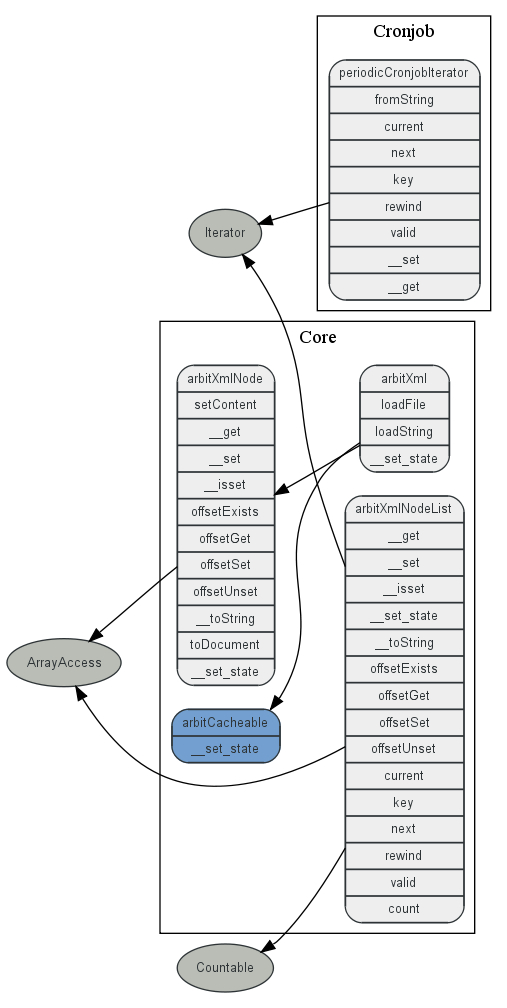 Cronjob
periodicCronjobIterator
fromString
current
next
key
rewind
valid
__set
__get
Iterator
Core
arbitXmlNode
setContent
__get
__set
__isset
offsetExists
offsetGet
offsetSet
offsetUnset
__toString
toDocument
__set_state
arbitXml
loadFile
loadString
__set_state
arbitXmlNodeList
__get
__set
__isset
__set_state
__toString
offsetExists
offsetGet
offsetSet
offsetUnset
current
key
next
rewind
valid
count
ArrayAccess
arbitCacheable
__set_state
Countable